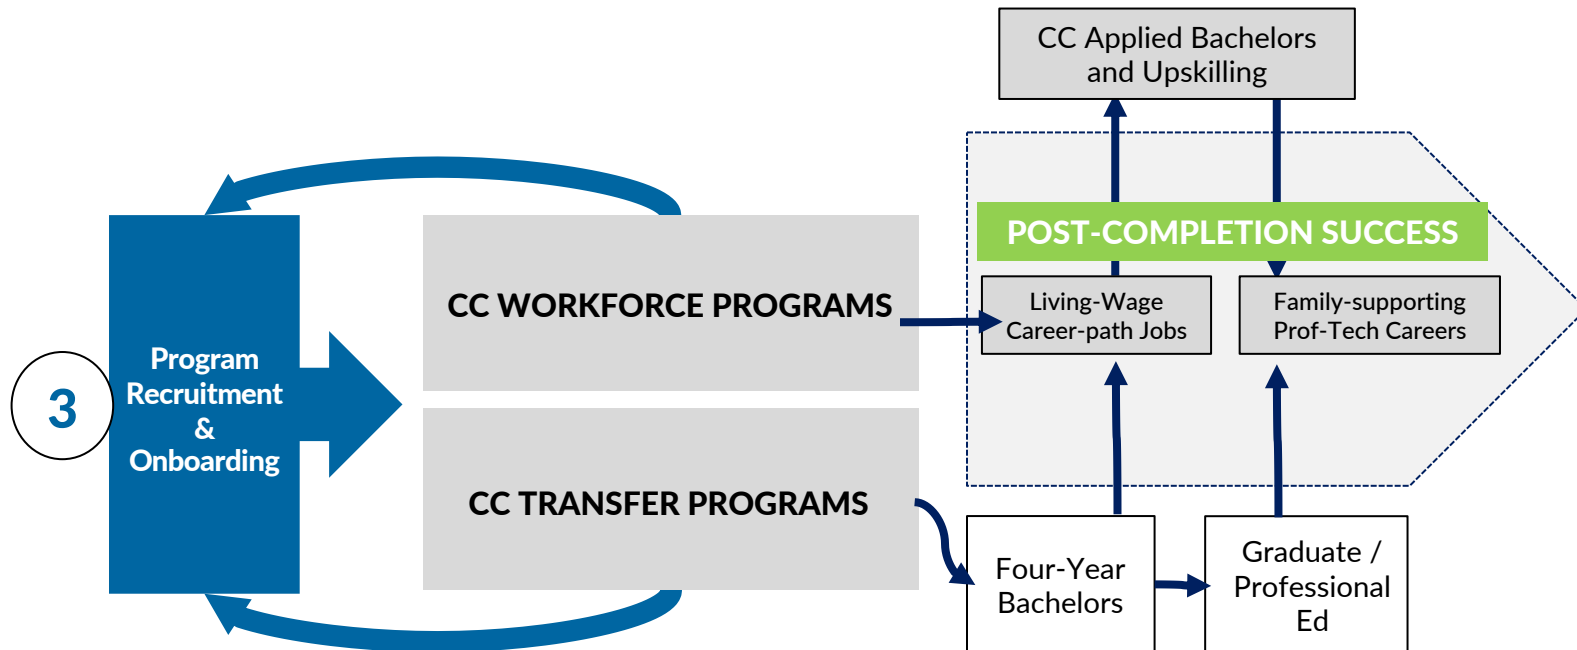 CC Applied Bachelors
and Upskilling
POST-COMPLETION SUCCESS
CC WORKFORCE PROGRAMS
Living-Wage
Career-path Jobs
Family-supporting
Prof-Tech Careers
3
Program
Recruitment
&
Onboarding
CC TRANSFER PROGRAMS
Four-Year
Bachelors
Graduate /
Professional
Ed